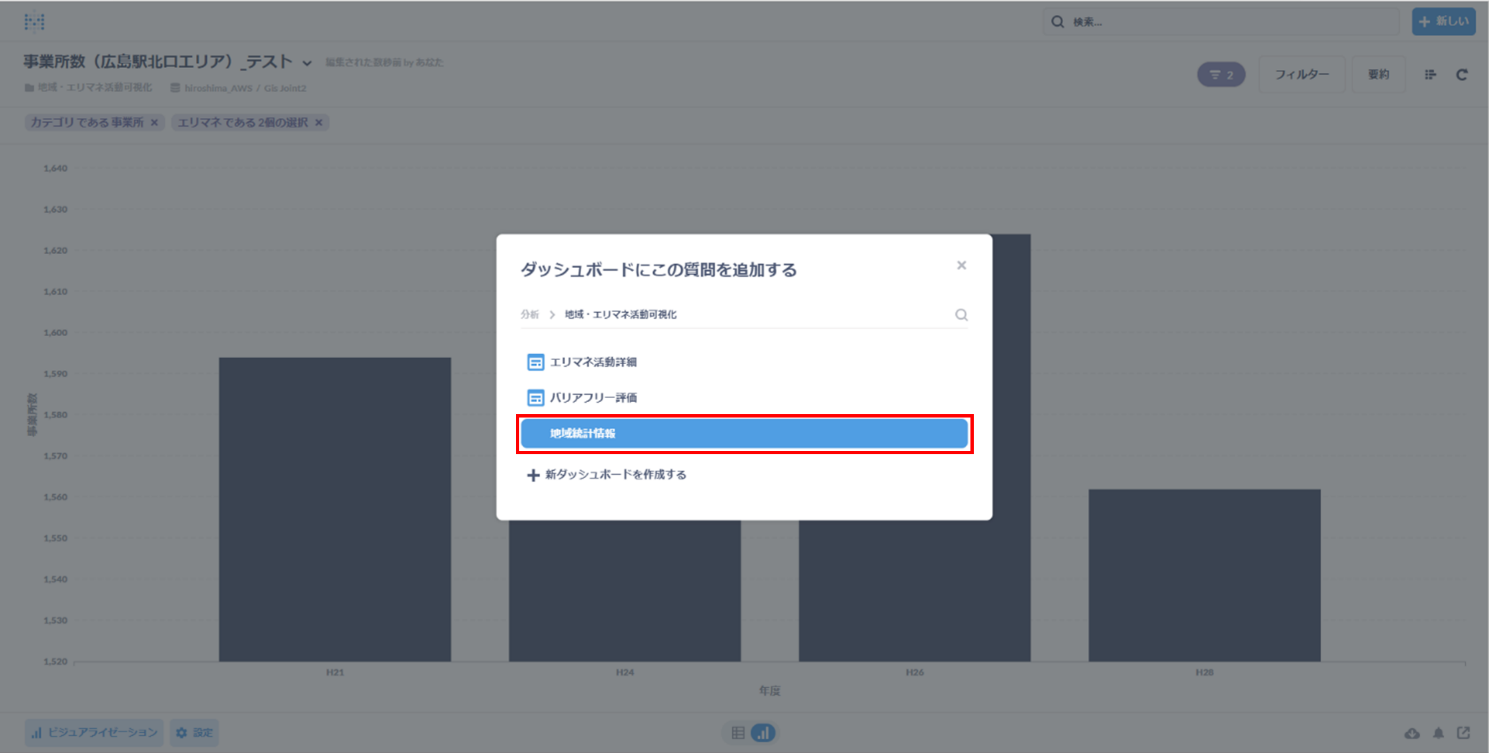 検索...
+ 新しい
事業所数（広島駅北口エリア）_テスト
編集された数秒前 by あなた
地域・エリマネ活動可視化
hiroshima_AWS / Gis Joint2
2
フィルター
要約
カテゴリ である 事業所 ×
エリマネ である 2個の選択 ×
1,640
1,630
1,620
1,610
1,600
1,590
1,580
1,570
1,560
1,550
1,540
1,530
1,520
事業所数
ダッシュボードにこの質問を追加する
分析 > 地域・エリマネ活動可視化
エリマネ活動詳細
バリアフリー評価
地域統計情報
+ 新ダッシュボードを作成する
H21
H24
H26
H28
年度
ビジュアライゼーション
設定